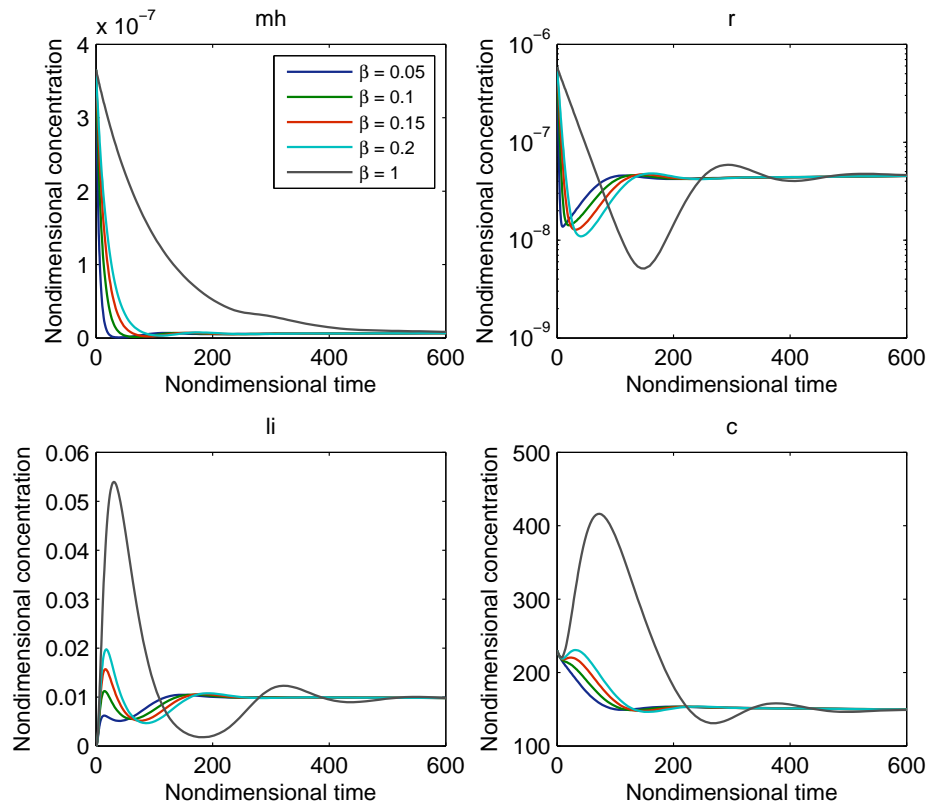 mh
x 10^-7
Nondimensional concentration
4
3
2
1
0
0 200 400 600
Nondimensional time
β = 0.05
β = 0.1
β = 0.15
β = 0.2
β = 1
r
Nondimensional concentration
10^-6
10^-7
10^-8
10^-9
0 200 400 600
Nondimensional time
li
Nondimensional concentration
0.06
0.05
0.04
0.03
0.02
0.01
0
0 200 400 600
Nondimensional time
c
Nondimensional concentration
500
400
300
200
100
0 200 400 600
Nondimensional time